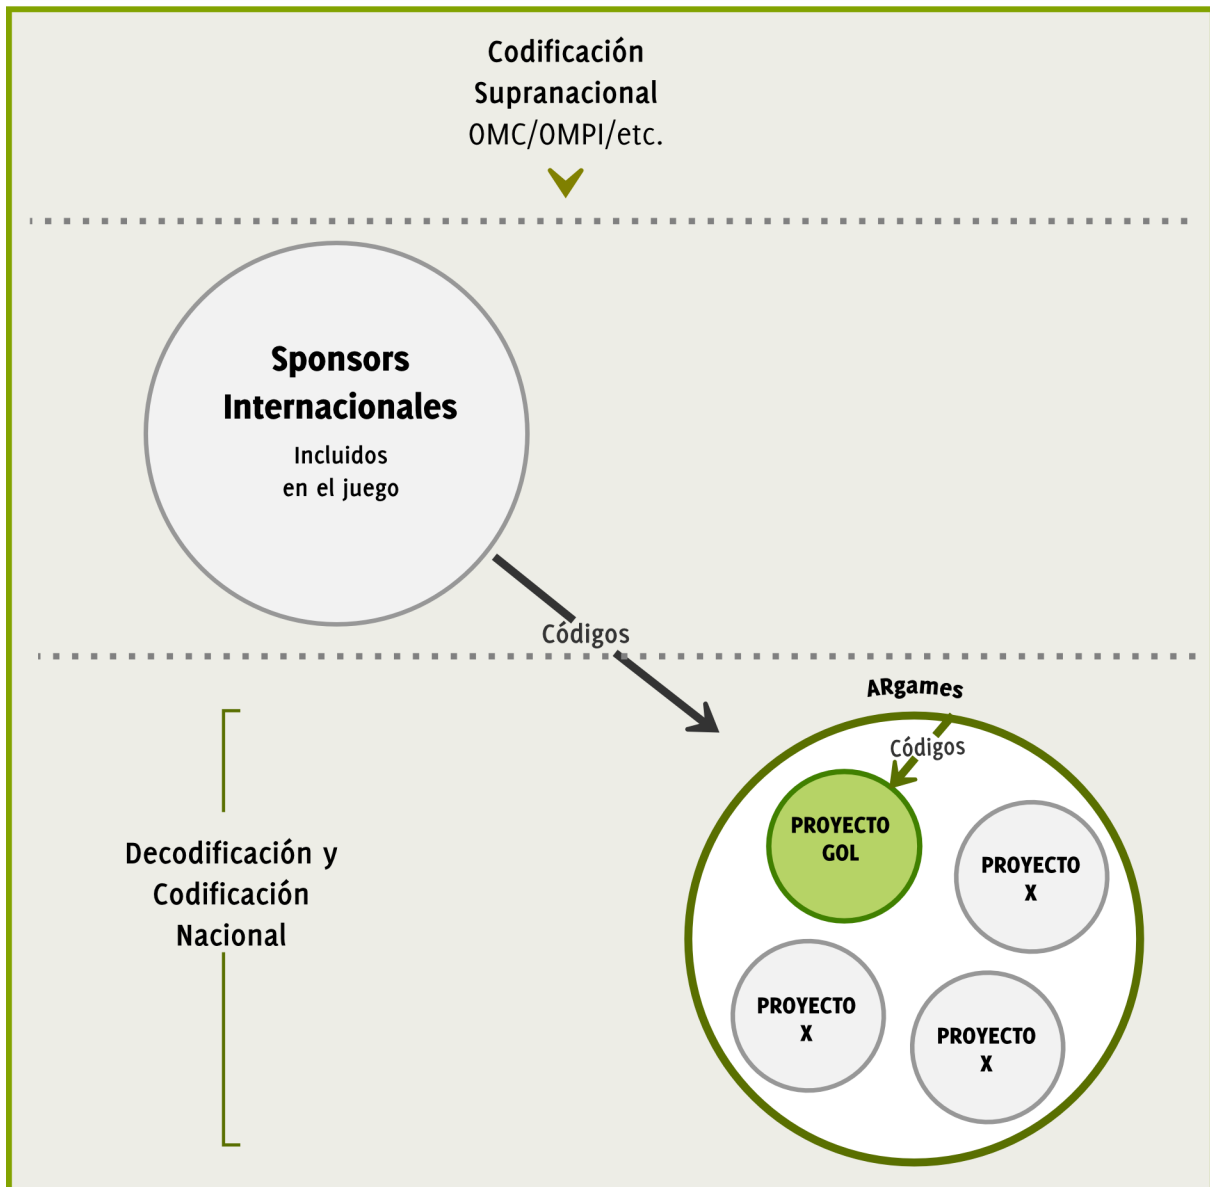 Codificación
Supranacional
OMC/OMPI/etc.
Sponsors
Internacionales
Incluidos
en el juego
Códigos
ARgames
Códigos
PROYECTO
GOL
PROYECTO
X
Decodificación y
Codificación
Nacional
PROYECTO
X
PROYECTO
X